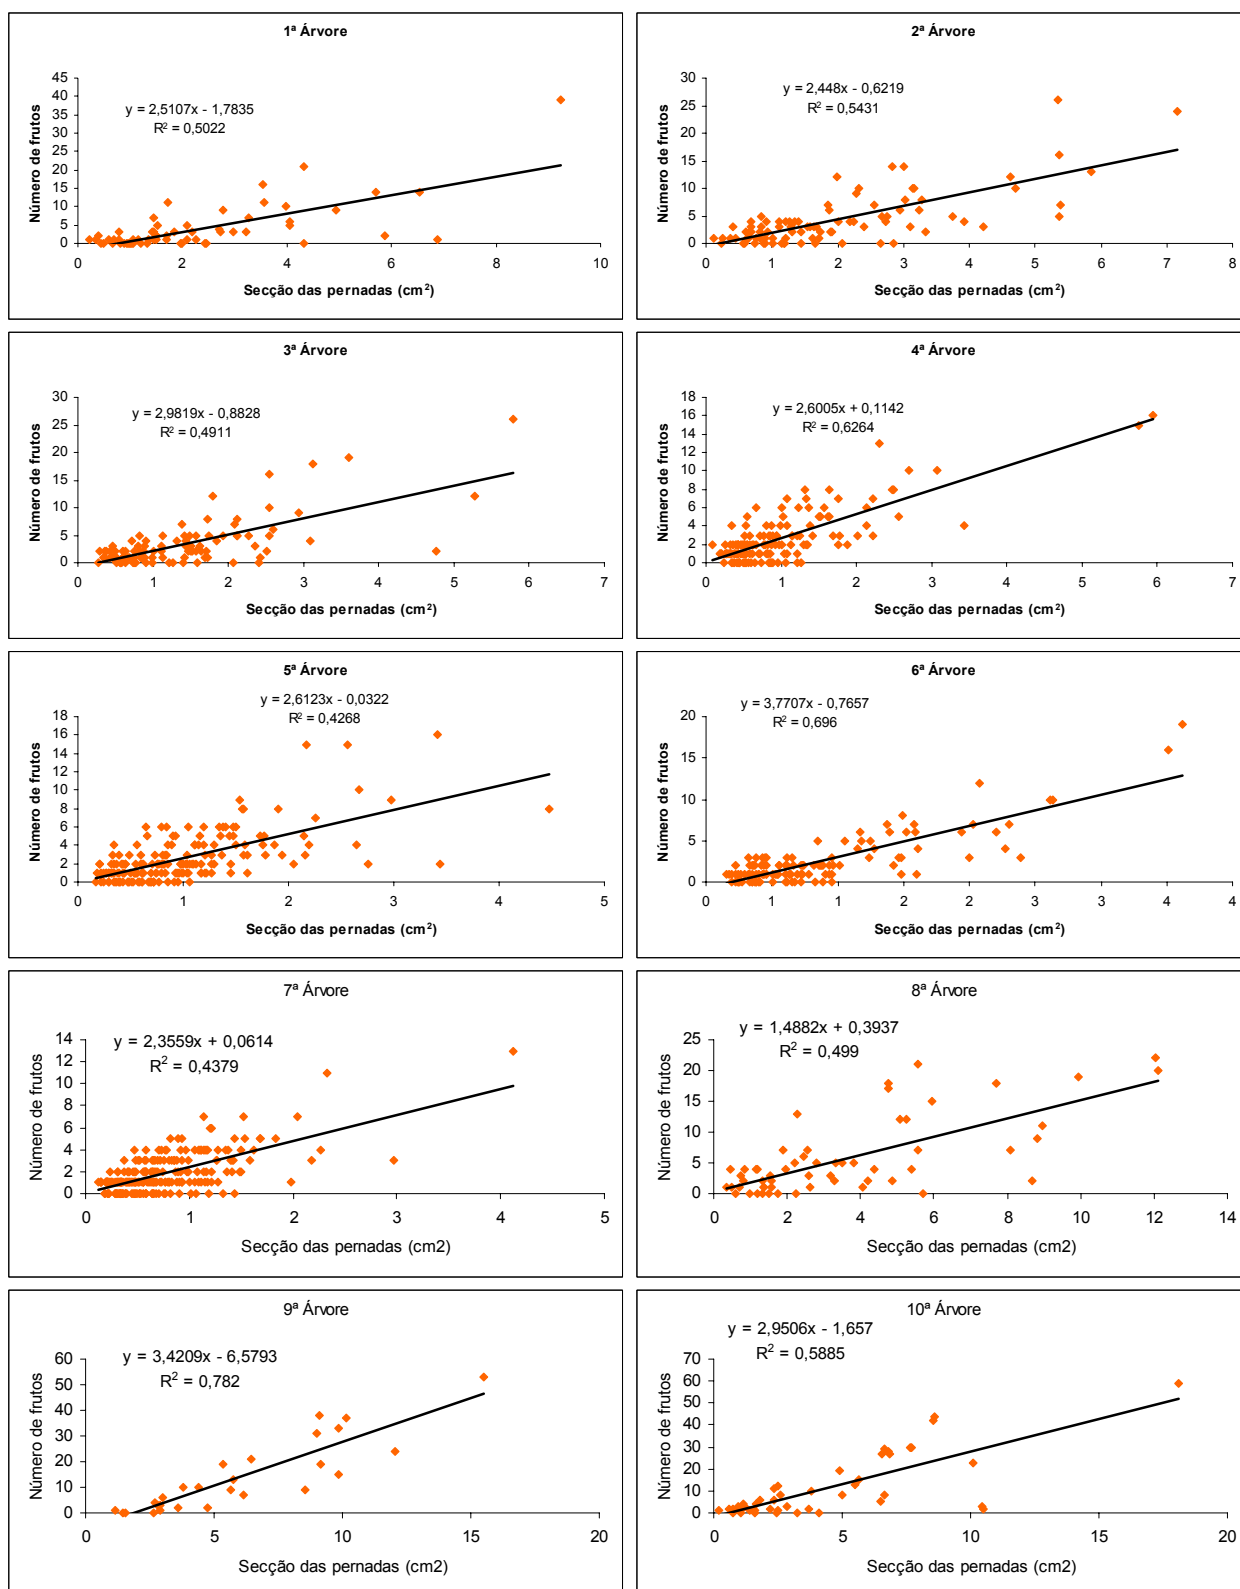 1ª Árvore
y = 2,5107x - 1,7835
R² = 0,5022
Número de frutos
45
40
35
30
25
20
15
10
5
0
0 2 4 6 8 10
Secção das pernadas (cm²)
2ª Árvore
y = 2,448x - 0,6219
R² = 0,5431
Número de frutos
30
25
20
15
10
5
0
0 1 2 3 4 5 6 7 8
Secção das pernadas (cm²)
3ª Árvore
y = 2,9819x - 0,8828
R² = 0,4911
Número de frutos
30
25
20
15
10
5
0
0 1 2 3 4 5 6 7
Secção das pernadas (cm²)
4ª Árvore
y = 2,6005x + 0,1142
R² = 0,6264
Número de frutos
18
16
14
12
10
8
6
4
2
0
0 1 2 3 4 5 6 7
Secção das pernadas (cm²)
5ª Árvore
y = 2,6123x - 0,0322
R² = 0,4268
Número de frutos
18
16
14
12
10
8
6
4
2
0
0 1 2 3 4 5
Secção das pernadas (cm²)
6ª Árvore
y = 3,7707x - 0,7657
R² = 0,696
Número de frutos
20
15
10
5
0
0 1 1 2 2 3 3 4 4
Secção das pernadas (cm²)
7ª Árvore
y = 2,3559x + 0,0614
R² = 0,4379
Número de frutos
14
12
10
8
6
4
2
0
0 1 2 3 4 5
Secção das pernadas (cm2)
8ª Árvore
y = 1,4882x + 0,3937
R² = 0,499
Número de frutos
25
20
15
10
5
0
0 2 4 6 8 10 12 14
Secção das pernadas (cm2)
9ª Árvore
y = 3,4209x - 6,5793
R² = 0,782
Número de frutos
60
50
40
30
20
10
0
0 5 10 15 20
Secção das pernadas (cm2)
10ª Árvore
y = 2,9506x - 1,657
R² = 0,5885
Número de frutos
70
60
50
40
30
20
10
0
0 5 10 15 20
Secção das pernadas (cm2)